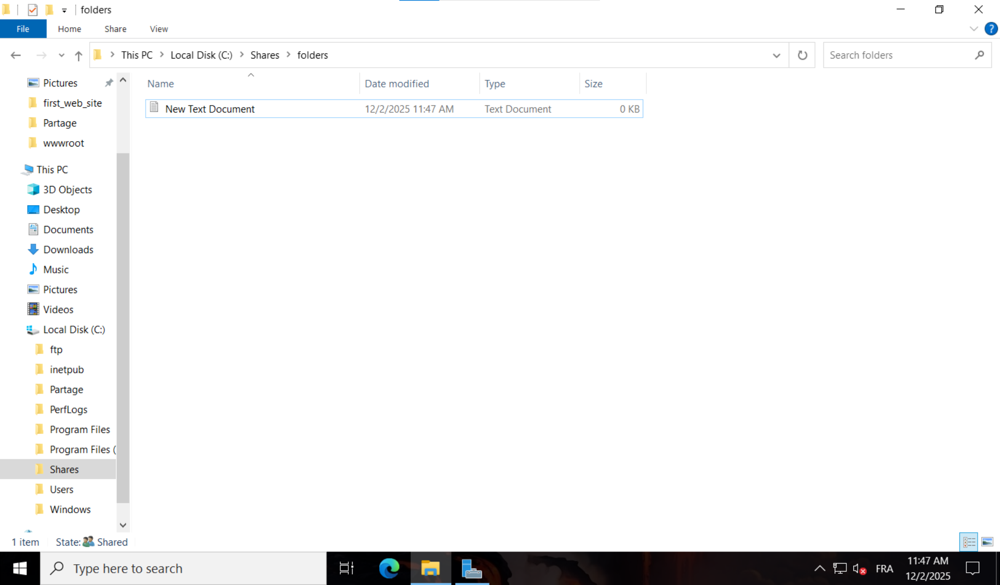 folders
File Home Share View
?
This PC Local Disk (C:) Shares folders
Search folders
Name Date modified Type Size
New Text Document 12/2/2025 11:47 AM Text Document 0 KB
Pictures
first_web_site
Partage
wwwroot
This PC
3D Objects
Desktop
Documents
Downloads
Music
Pictures
Videos
Local Disk (C:)
ftp
inetpub
Partage
PerfLogs
Program Files
Program Files (
Shares
Users
Windows
1 item State: Shared
Type here to search
FRA
11:47 AM
12/2/2025